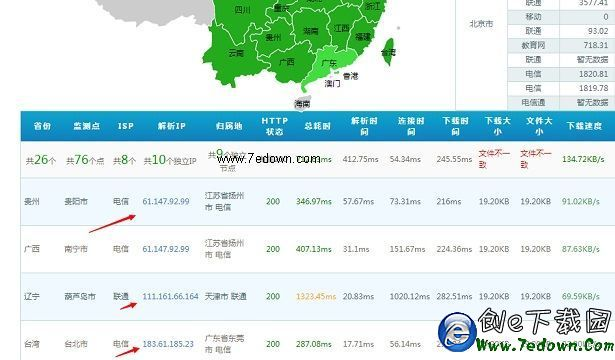 四川
重庆
浙江
湖南
江西
贵州
福建
云南
广西
广东
台湾
香港
澳门
海南
北京市
联通 3577.41
移动 0
联通 93.02
教育网 718.31
联通 暂无数据
电信 1820.81
电信 1819.78
电信通 暂无数据
省份 监测点 ISP 解析IP 归属地 HTTP状态 总耗时 解析时间 连接时间 下载时间 下载大小 文件大小 下载速度
共26个 共76个点 共8个 共10个独立IP 共9个独立节点 412.75ms 54.34ms 245.55ms 文件不一致 文件不一致 134.72KB/s
www.7edown.com
贵州 贵阳市 电信 61.147.92.99 江苏省扬州市 电信 200 346.97ms 57.67ms 73.31ms 216ms 19.20KB 19.20KB 91.02KB/s
广西 南宁市 电信 61.147.92.99 江苏省扬州市 电信 200 407.13ms 31.1ms 151.67ms 224.36ms 19.20KB 19.20KB 87.63KB/s
辽宁 葫芦岛市 联通 111.161.66.164 天津市 联通 200 1323.45ms 20.83ms 1020.12ms 282.51ms 19.20KB 19.20KB 69.59KB/s
台湾 台北市 电信 183.61.185.23 广东省东莞市 电信 200 287.08ms 17.71ms 56.14ms
创e下载园
Www.7edown.Com